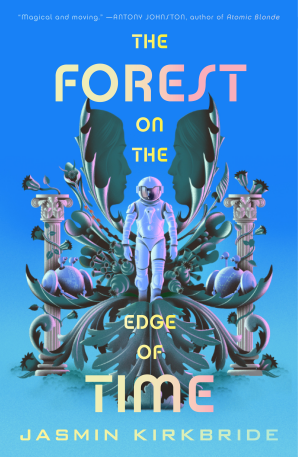 "Magical and moving." —ANTONY JOHNSTON, author of Atomic Blonde
THE
FOREST
ON
THE
EDGE
OF
TIME
JASMIN KIRKBRIDE